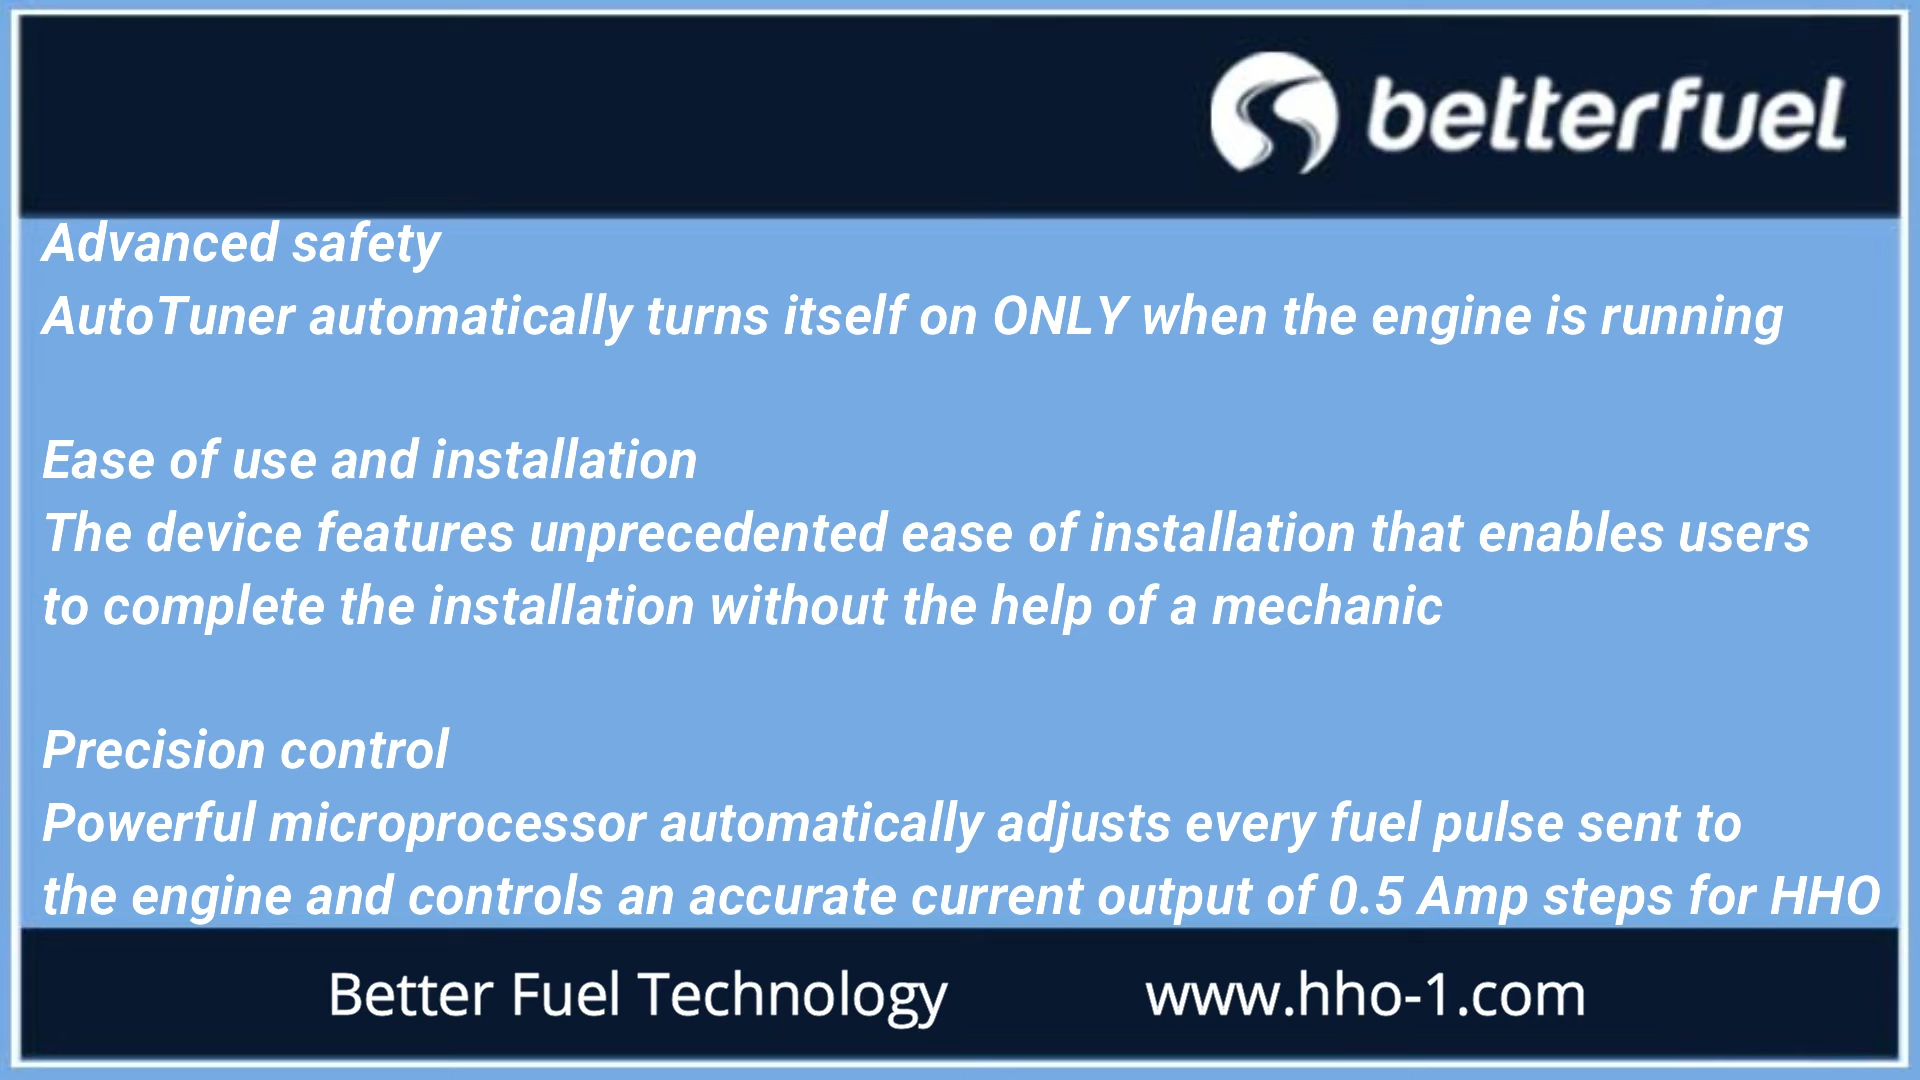 betterfuel
Advanced safety
AutoTuner automatically turns itself on ONLY when the engine is running
Ease of use and installation
The device features unprecedented ease of installation that enables users
to complete the installation without the help of a mechanic
Precision control
Powerful microprocessor automatically adjusts every fuel pulse sent to
the engine and controls an accurate current output of 0.5 Amp steps for HHO
Better Fuel Technology www.hho-1.com